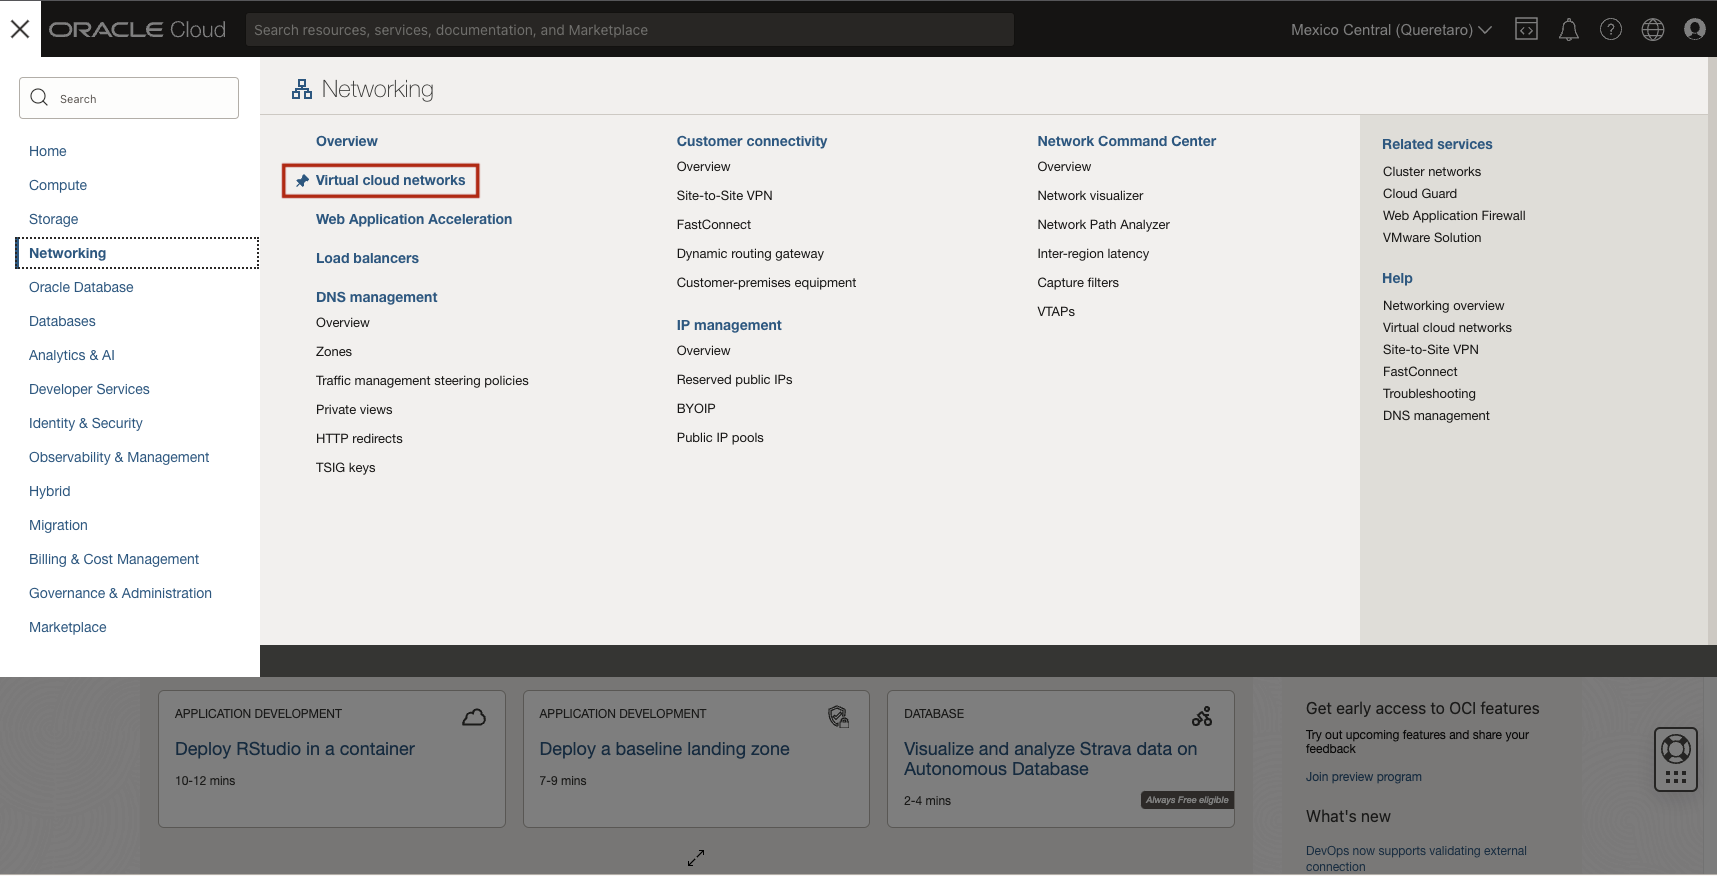 ORACLE Cloud
Search resources, services, documentation, and Marketplace
Mexico Central (Queretaro)
Search
Home
Compute
Storage
Networking
Oracle Database
Databases
Analytics & AI
Developer Services
Identity & Security
Observability & Management
Hybrid
Migration
Billing & Cost Management
Governance & Administration
Marketplace
Networking
Overview
Virtual cloud networks
Web Application Acceleration
Load balancers
DNS management
Overview
Zones
Traffic management steering policies
Private views
HTTP redirects
TSIG keys
Customer connectivity
Overview
Site-to-Site VPN
FastConnect
Dynamic routing gateway
Customer-premises equipment
IP management
Overview
Reserved public IPs
BYOIP
Public IP pools
Network Command Center
Overview
Network visualizer
Network Path Analyzer
Inter-region latency
Capture filters
VTAPs
Related services
Cluster networks
Cloud Guard
Web Application Firewall
VMware Solution
Help
Networking overview
Virtual cloud networks
Site-to-Site VPN
FastConnect
Troubleshooting
DNS management
APPLICATION DEVELOPMENT
Deploy RStudio in a container
10-12 mins
APPLICATION DEVELOPMENT
Deploy a baseline landing zone
7-9 mins
DATABASE
Visualize and analyze Strava data on
Autonomous Database
2-4 mins
Always Free eligible
Get early access to OCI features
Try out upcoming features and share your
feedback
Join preview program
What's new
DevOps now supports validating external
connection